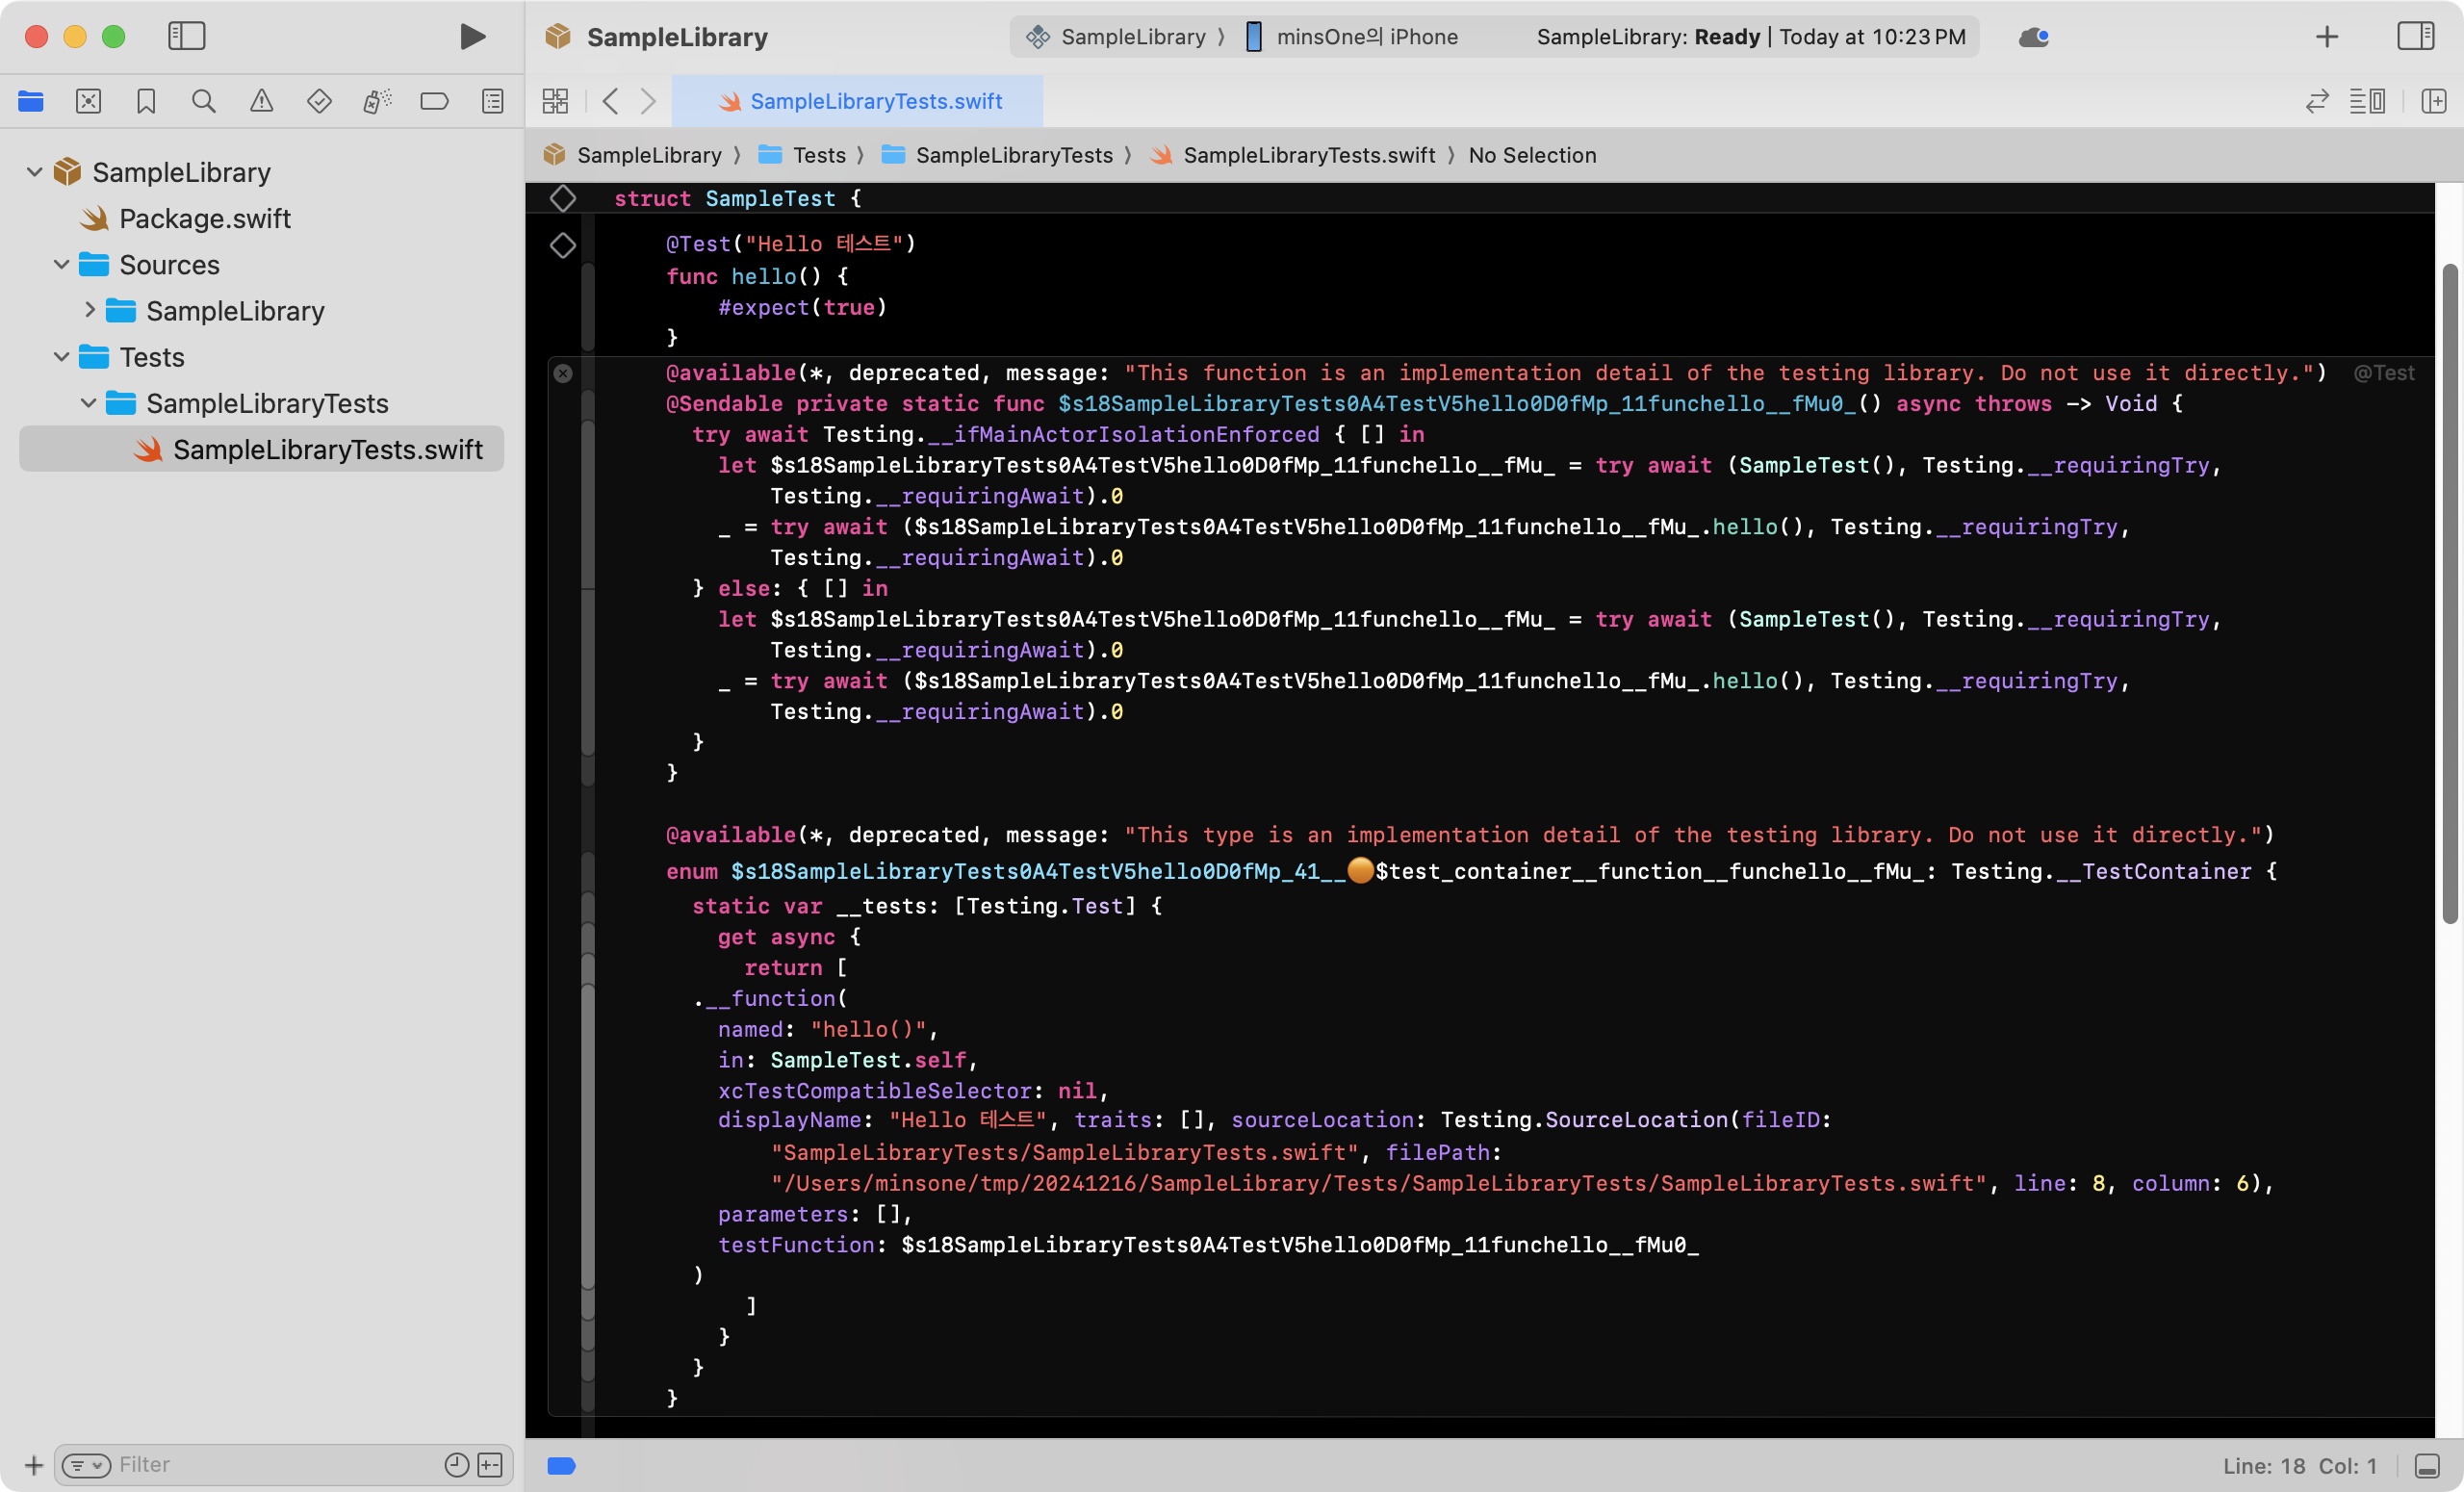 SampleLibrary
SampleLibrary 〉 minsOne의 iPhone
SampleLibrary: Ready | Today at 10:23 PM
SampleLibraryTests.swift
SampleLibrary 〉 Tests 〉 SampleLibraryTests 〉 SampleLibraryTests.swift 〉 No Selection
SampleLibrary
Package.swift
Sources
SampleLibrary
Tests
SampleLibraryTests
SampleLibraryTests.swift
Filter
struct SampleTest {
@Test("Hello 테스트")
func hello() {
#expect(true)
}
@available(*, deprecated, message: "This function is an implementation detail of the testing library. Do not use it directly.") @Test
@Sendable private static func $s18SampleLibraryTests0A4TestV5hello0D0fMp_11funchello__fMu0_() async throws -> Void {
try await Testing.__ifMainActorIsolationEnforced { [] in
let $s18SampleLibraryTests0A4TestV5hello0D0fMp_11funchello__fMu_ = try await (SampleTest(), Testing.__requiringTry,
Testing.__requiringAwait).0
_ = try await ($s18SampleLibraryTests0A4TestV5hello0D0fMp_11funchello__fMu_.hello(), Testing.__requiringTry,
Testing.__requiringAwait).0
} else: { [] in
let $s18SampleLibraryTests0A4TestV5hello0D0fMp_11funchello__fMu_ = try await (SampleTest(), Testing.__requiringTry,
Testing.__requiringAwait).0
_ = try await ($s18SampleLibraryTests0A4TestV5hello0D0fMp_11funchello__fMu_.hello(), Testing.__requiringTry,
Testing.__requiringAwait).0
}
}
@available(*, deprecated, message: "This type is an implementation detail of the testing library. Do not use it directly.")
enum $s18SampleLibraryTests0A4TestV5hello0D0fMp_41__🟠$test_container__function__funchello__fMu_: Testing.__TestContainer {
static var __tests: [Testing.Test] {
get async {
return [
.__function(
named: "hello()",
in: SampleTest.self,
xcTestCompatibleSelector: nil,
displayName: "Hello 테스트", traits: [], sourceLocation: Testing.SourceLocation(fileID:
"SampleLibraryTests/SampleLibraryTests.swift", filePath:
"/Users/minsone/tmp/20241216/SampleLibrary/Tests/SampleLibraryTests/SampleLibraryTests.swift", line: 8, column: 6),
parameters: [],
testFunction: $s18SampleLibraryTests0A4TestV5hello0D0fMp_11funchello__fMu0_
)
]
}
}
}
Line: 18 Col: 1